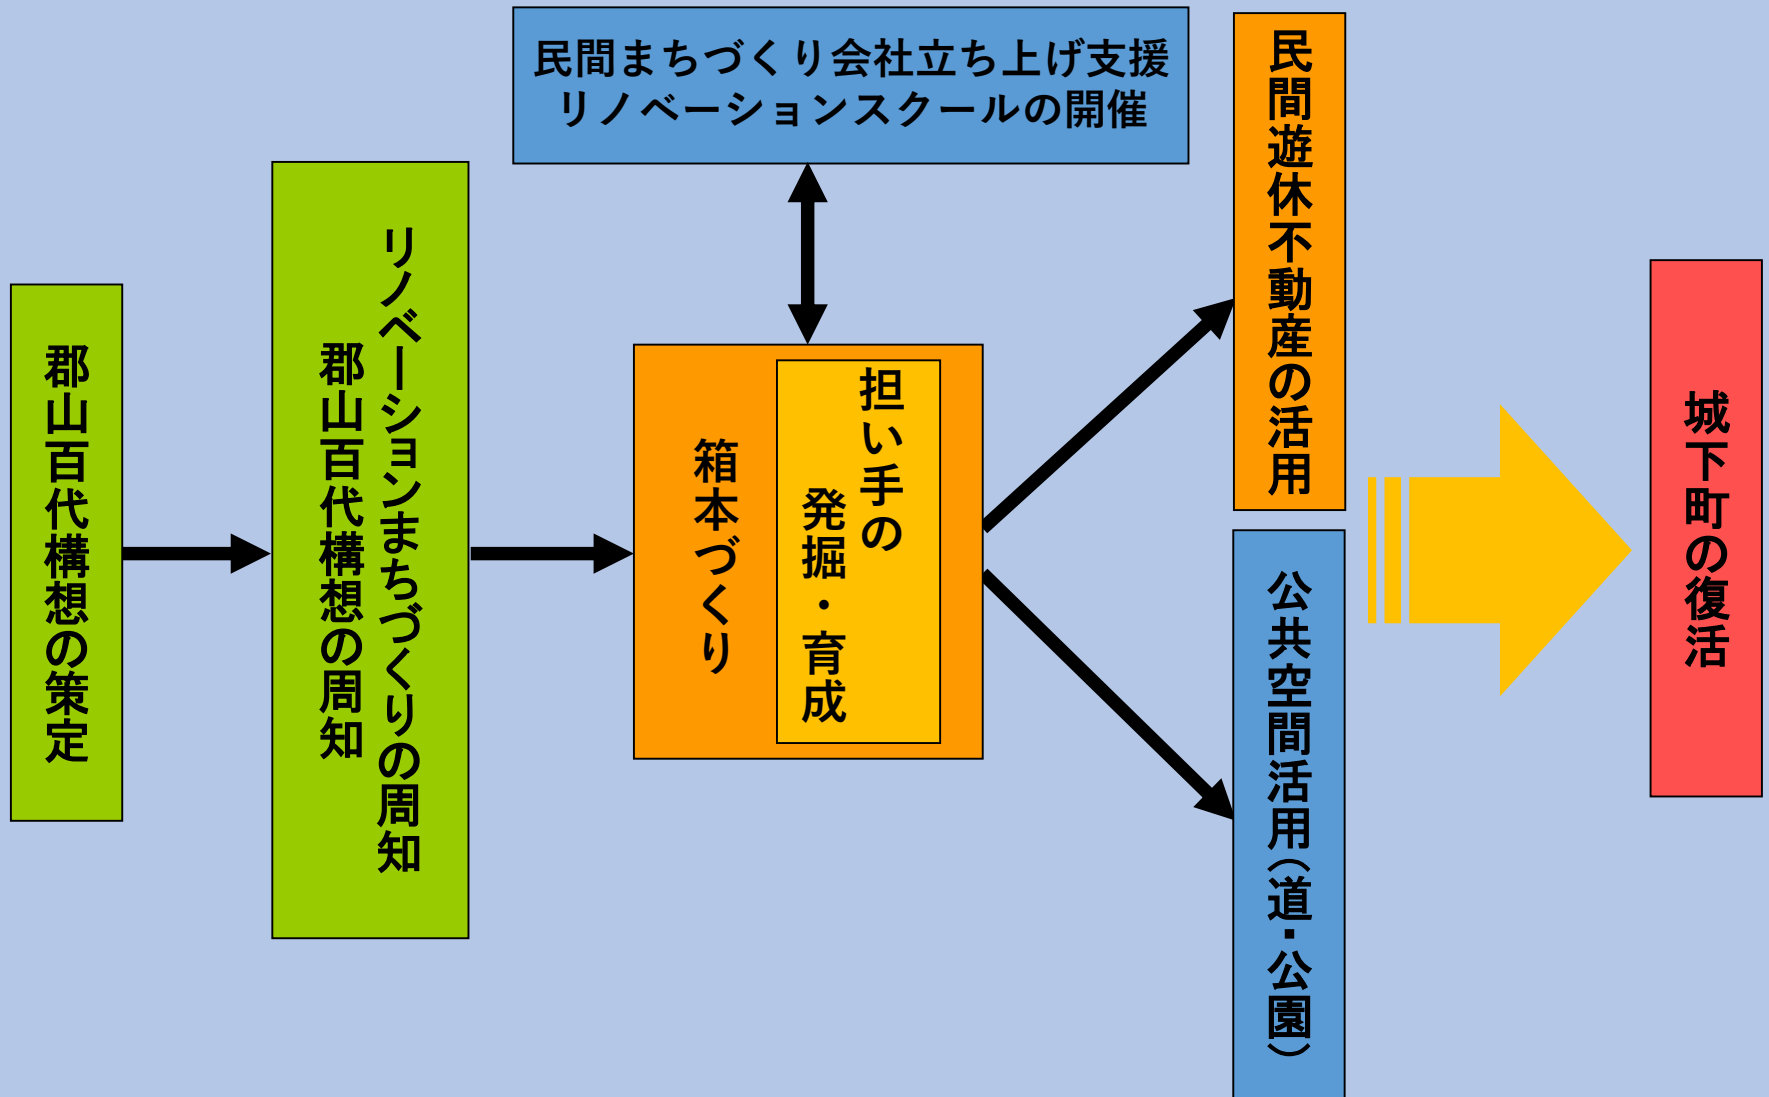 郡山百代構想の策定
リノベーションまちづくりの周知
郡山百代構想の周知
民間まちづくり会社立ち上げ支援
リノベーションスクールの開催
箱本づくり
担い手の
発掘・育成
民間遊休不動産の活用
公共空間活用（道・公園）
城下町の復活